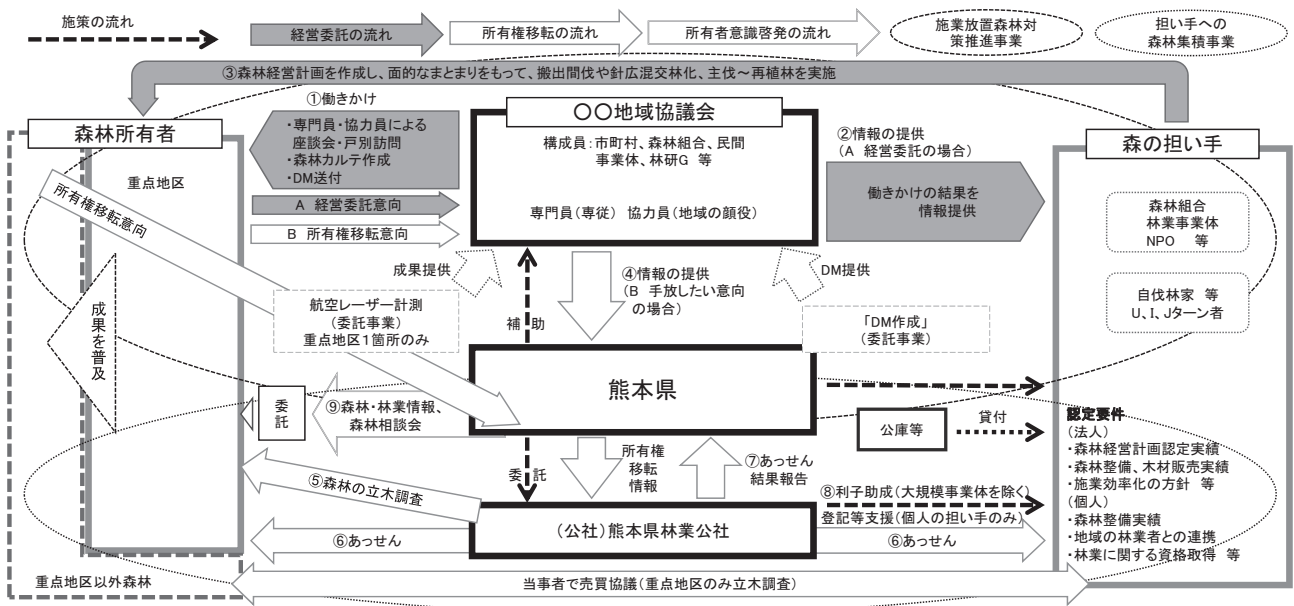 施策の流れ
経営委託の流れ
所有権移転の流れ
所有者意識啓発の流れ
施業放置森林対
策推進事業
担い手への
森林集積事業
③森林経営計画を作成し、面的なまとまりをもって、搬出間伐や針広混交林化、主伐～再植林を実施
森林所有者
重点地区
①働きかけ
・専門員・協力員による
座談会・戸別訪問
・森林カルテ作成
・DM送付
A 経営委託意向
B 所有権移転意向
〇〇地域協議会
構成員：市町村、森林組合、民間
事業体、林研G 等
専門員（専従） 協力員（地域の顔役）
②情報の提供
（A 経営委託の場合）
働きかけの結果を
情報提供
森の担い手
森林組合
林業事業体
NPO 等
自伐林家 等
U、I、Jターン者
所有権移転意向
成果を普及
成果提供
航空レーザー計測
（委託事業）
重点地区1箇所のみ
補助
④情報の提供
（B 手放したい意向
の場合）
DM提供
「DM作成」
（委託事業）
熊本県
委託
⑨森林・林業情報、
森林相談会
公庫等
貸付
認定要件
（法人）
・森林経営計画認定実績
・森林整備、木材販売実績
・施業効率化の方針 等
（個人）
・森林整備実績
・地域の林業者との連携
・林業に関する資格取得 等
委託
所有権
移転
情報
⑦あっせん
結果報告
⑤森林の立木調査
⑧利子助成（大規模事業体を除く）
登記等支援（個人の担い手のみ）
（公社）熊本県林業公社
⑥あっせん
⑥あっせん
重点地区以外森林
当事者で売買協議（重点地区のみ立木調査）